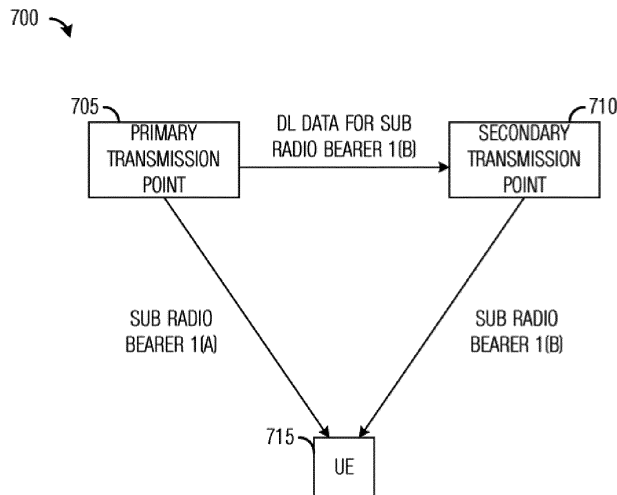 700
705
PRIMARY
TRANSMISSION
POINT
DL DATA FOR SUB
RADIO BEARER 1(B)
710
SECONDARY
TRANSMISSION
POINT
SUB RADIO
BEARER 1(A)
SUB RADIO
BEARER 1(B)
715
UE